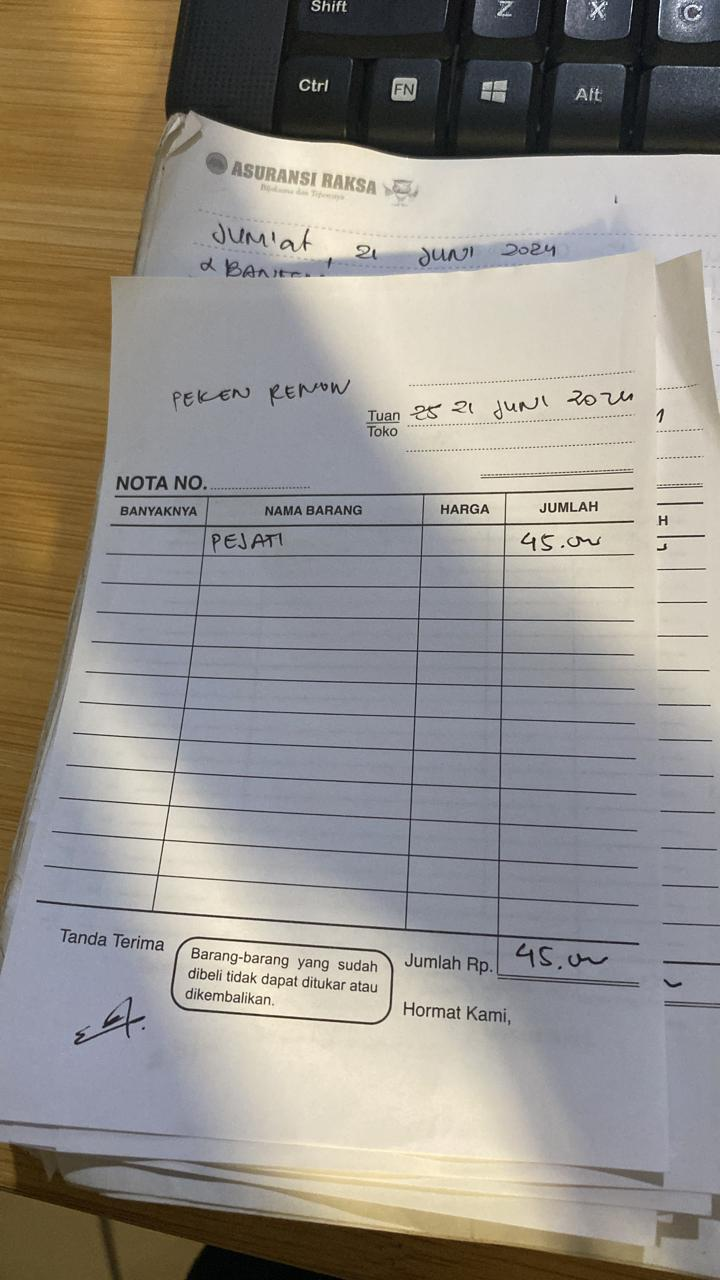 Shift
Z
X
C
Ctrl
FN
Alt
ASURANSI RAKSA
Jum'at, 21 JUNI 2024
PEKEN RENON
Tuan 25 21 JUNI 2024
Toko
NOTA NO.
BANYAKNYA NAMA BARANG HARGA JUMLAH
H
PEJATI 45.000
Tanda Terima
Barang-barang yang sudah
dibeli tidak dapat ditukar atau
dikembalikan.
Jumlah Rp. 45.000
Hormat Kami,